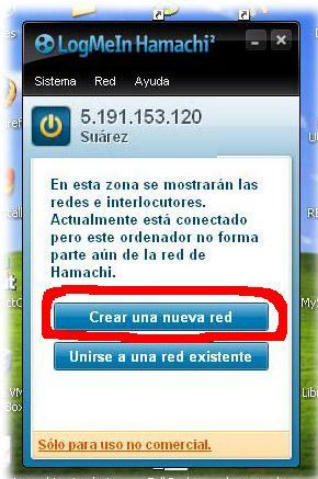 LogMeIn Hamachi²
Sistema Red Ayuda
5.191.153.120
Suárez
En esta zona se mostrarán las
redes e interlocutores.
Actualmente está conectado
pero este ordenador no forma
parte aún de la red de
Hamachi.
Crear una nueva red
Unirse a una red existente
Sólo para uso no comercial.